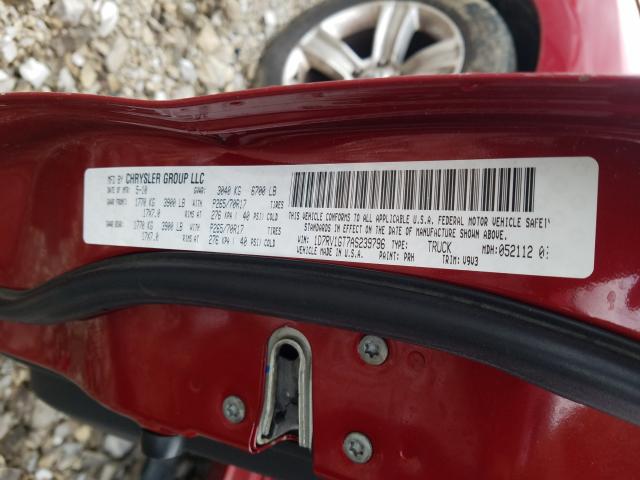 MFG BY CHRYSLER GROUP LLC
DATE OF MFR 5-10 GVWR: 3040 KG 6700 LB
GAWR FRONT: 1770 KG 3900 LB WITH P265/70R17 TIRES
17X7.0 RIMS AT 276 KPA / 40 PSI COLD
GAWR REAR: 1770 KG 3900 LB WITH P265/70R17 TIRES
17X7.0 RIMS AT 276 KPA / 40 PSI COLD
THIS VEHICLE CONFORMS TO ALL APPLICABLE U.S.A. FEDERAL MOTOR VEHICLE SAFETY
STANDARDS IN EFFECT ON THE DATE OF MANUFACTURE SHOWN ABOVE.
VIN: 1D7RV1GT7AS239796 TYPE: TRUCK MDH: 052112
VEHICLE MADE IN U.S.A. PAINT: PRH TRIM: V9V3